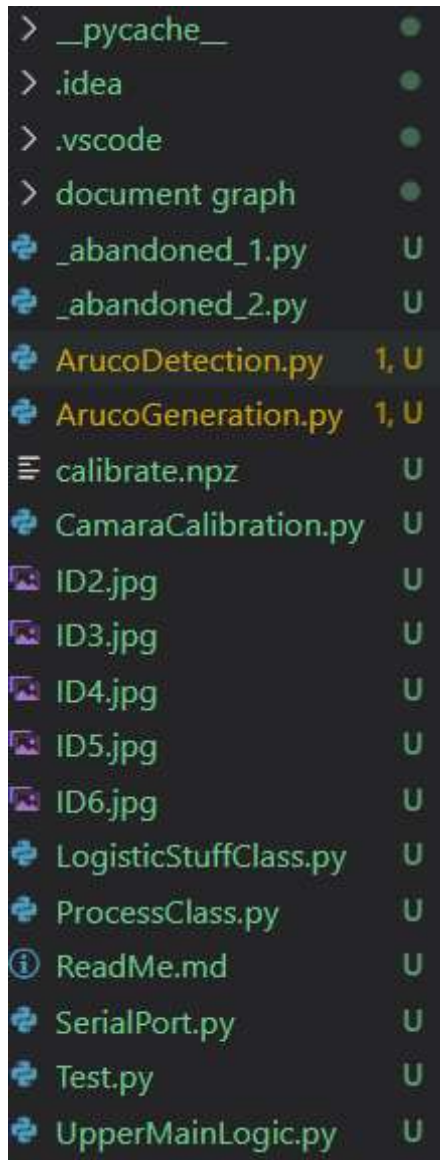 __pycache__
.idea
.vscode
document graph
_abandoned_1.py U
_abandoned_2.py U
ArucoDetection.py 1, U
ArucoGeneration.py 1, U
calibrate.npz U
CamaraCalibration.py U
ID2.jpg U
ID3.jpg U
ID4.jpg U
ID5.jpg U
ID6.jpg U
LogisticStuffClass.py U
ProcessClass.py U
ReadMe.md U
SerialPort.py U
Test.py U
UpperMainLogic.py U